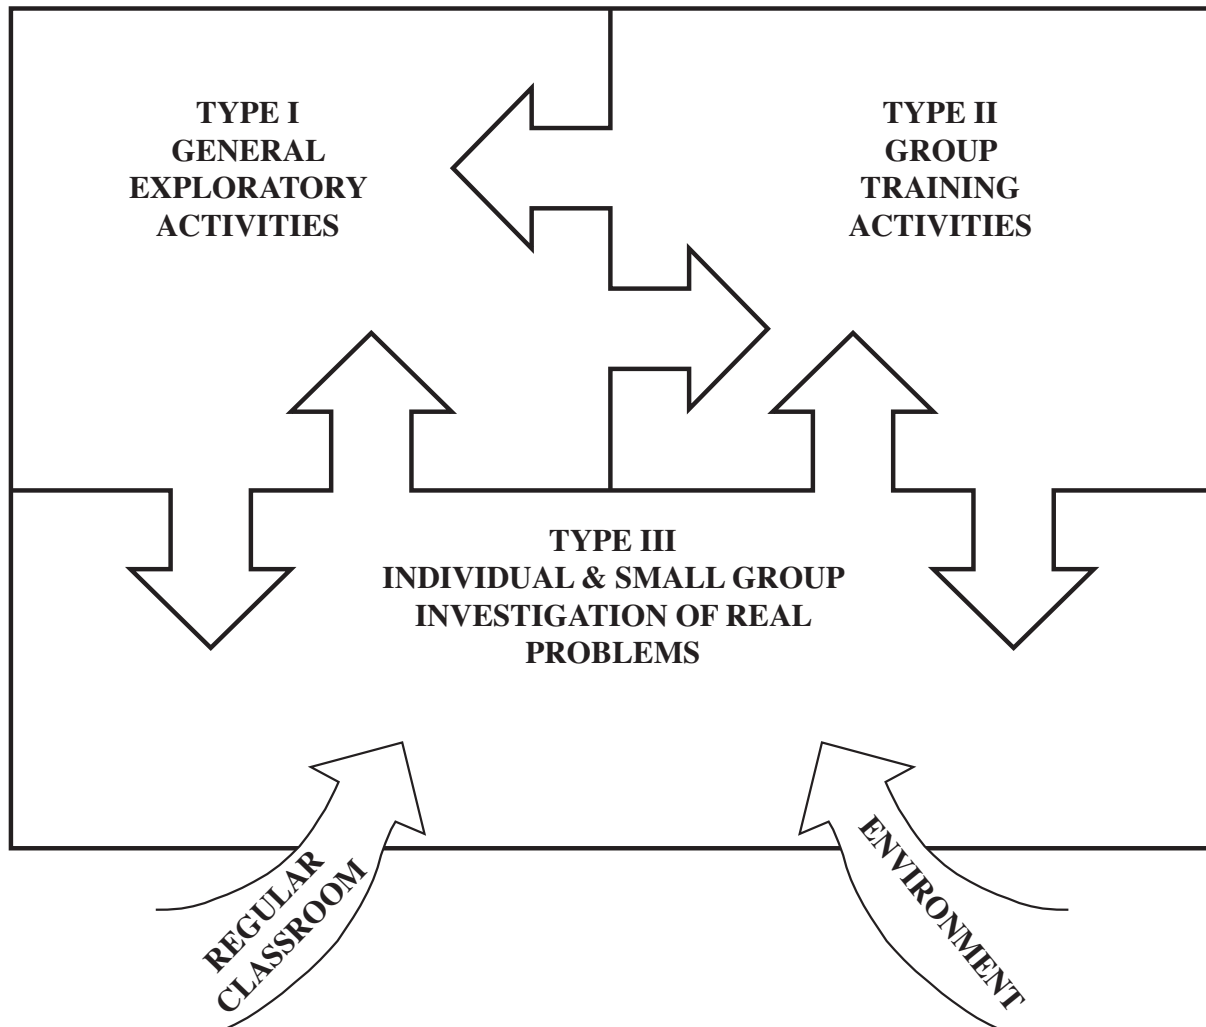 TYPE I
GENERAL
EXPLORATORY
ACTIVITIES
TYPE II
GROUP
TRAINING
ACTIVITIES
TYPE III
INDIVIDUAL & SMALL GROUP
INVESTIGATION OF REAL
PROBLEMS
REGULAR
CLASSROOM
ENVIRONMENT